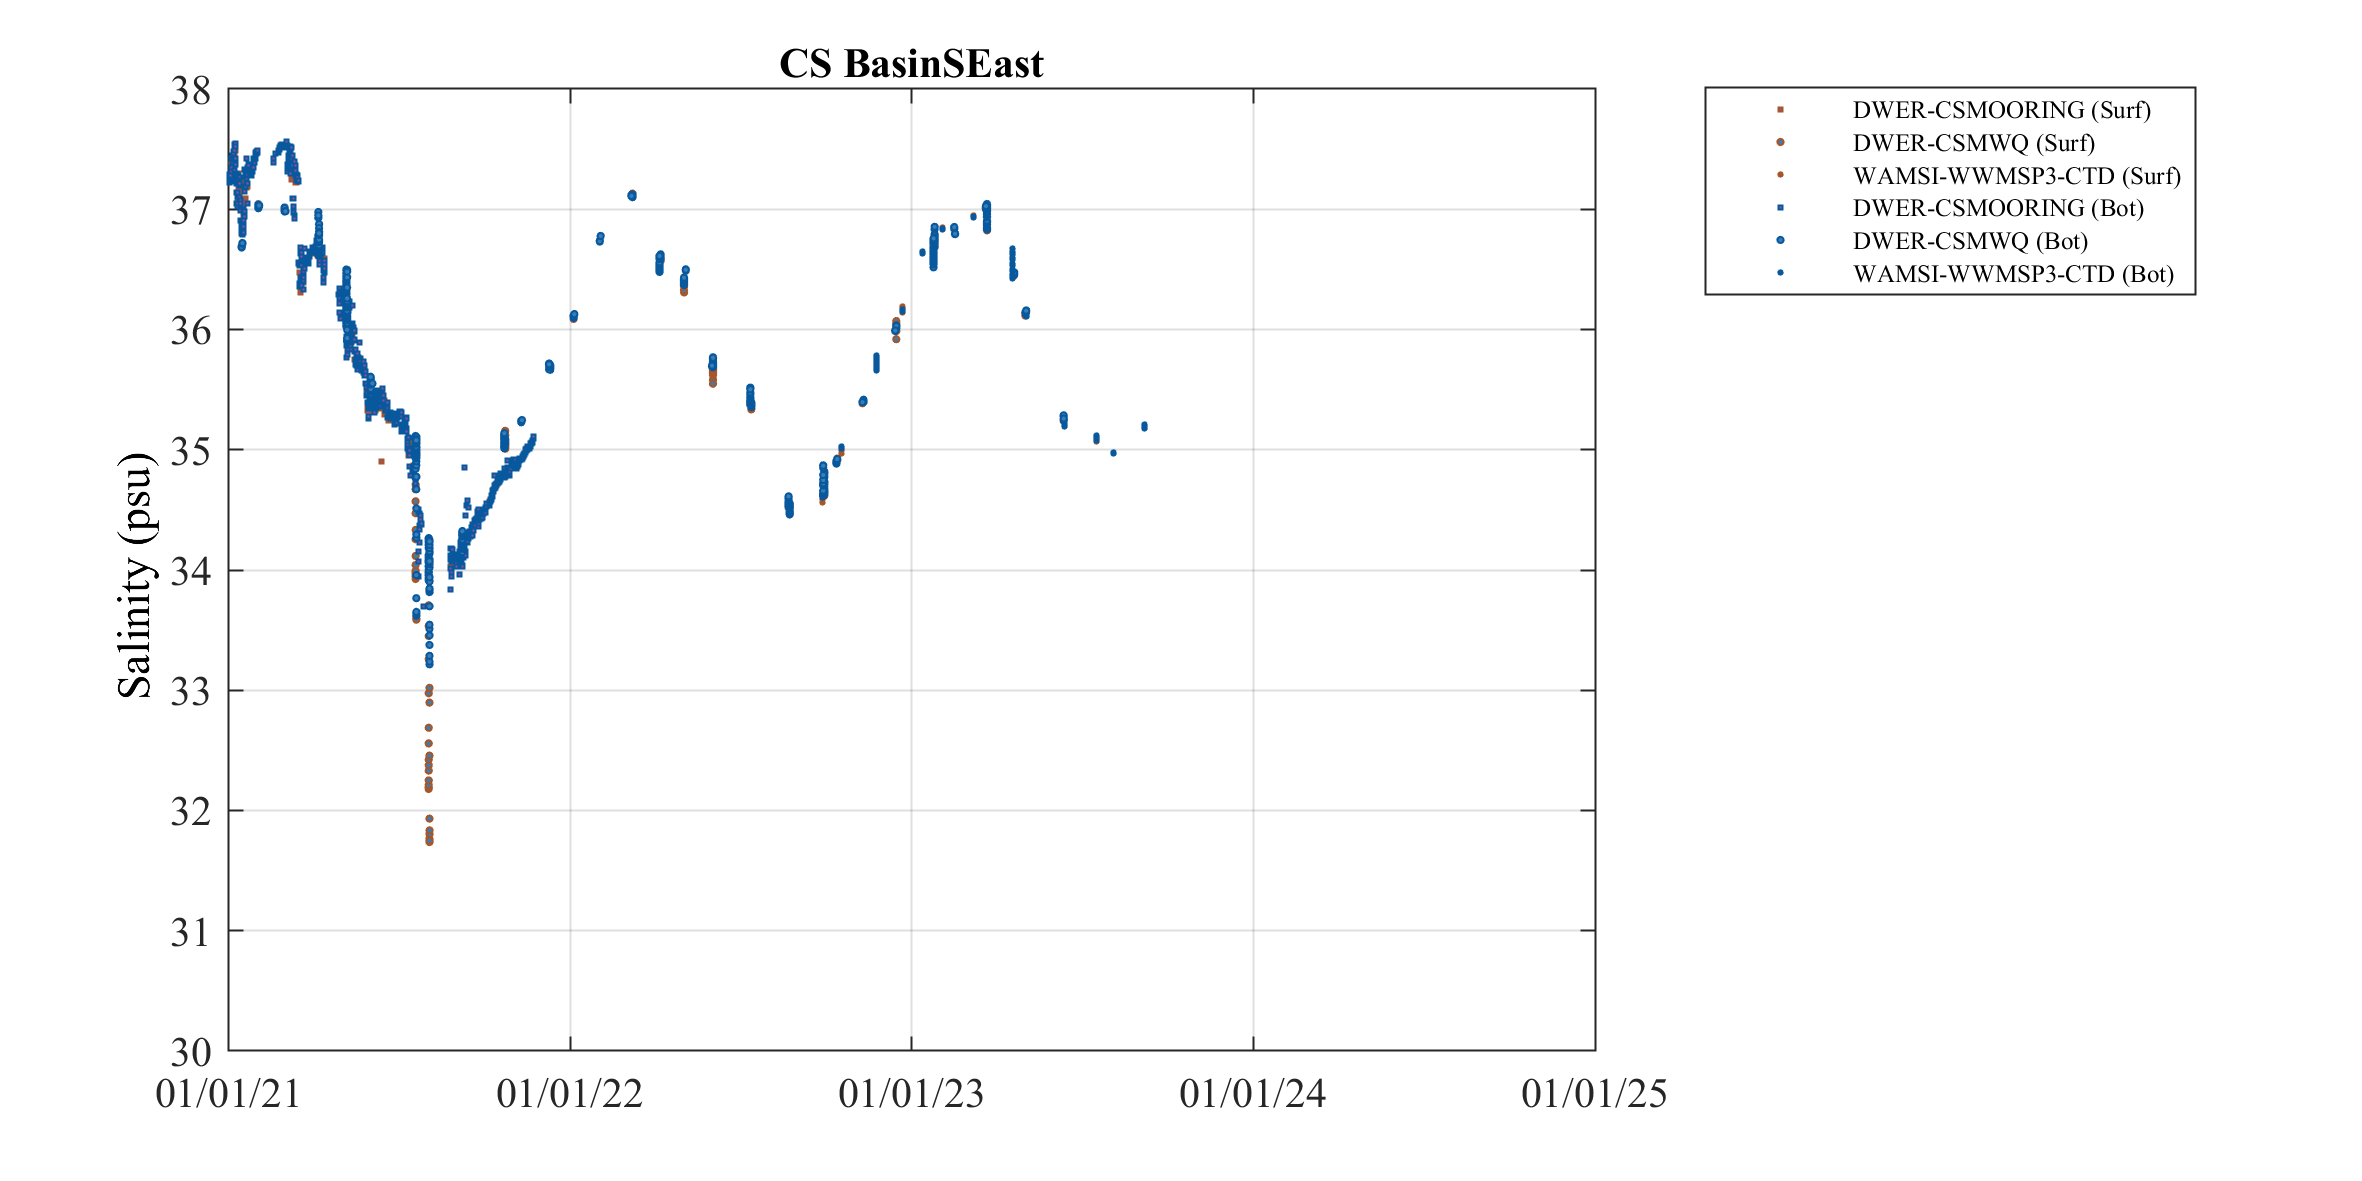 CS BasinSEast
38
37
36
35
34
33
32
31
30
Salinity (psu)
01/01/21
01/01/22
01/01/23
01/01/24
01/01/25
DWER-CSMOORING (Surf)
DWER-CSMWQ (Surf)
WAMSI-WWMSP3-CTD (Surf)
DWER-CSMOORING (Bot)
DWER-CSMWQ (Bot)
WAMSI-WWMSP3-CTD (Bot)